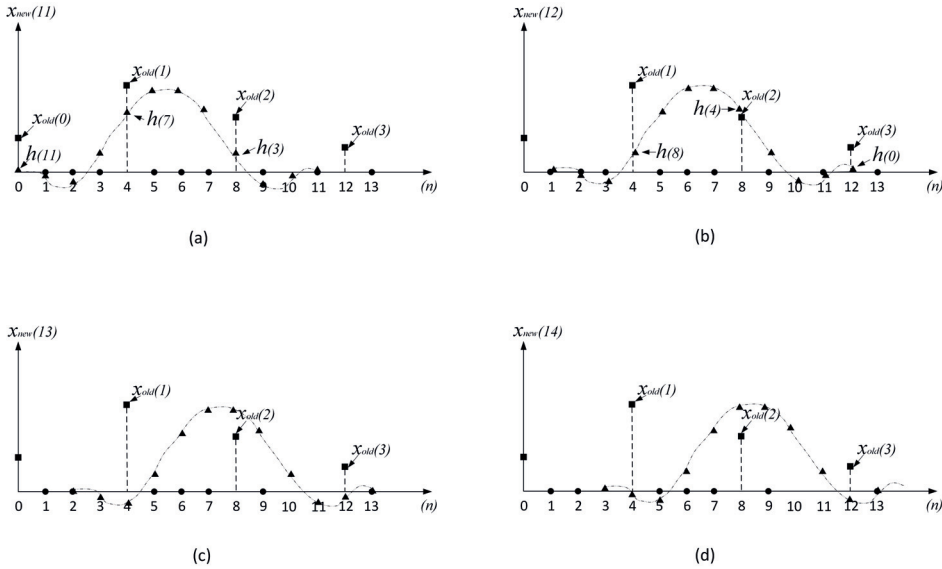 x_new(11)
x_old(0)
x_old(1)
x_old(2)
x_old(3)
h(11)
h(7)
h(3)
0 1 2 3 4 5 6 7 8 9 10 11 12 13
(n)
(a)
x_new(12)
x_old(1)
x_old(2)
x_old(3)
h(8)
h(4)
h(0)
0 1 2 3 4 5 6 7 8 9 10 11 12 13
(n)
(b)
x_new(13)
x_old(1)
x_old(2)
x_old(3)
0 1 2 3 4 5 6 7 8 9 10 11 12 13
(n)
(c)
x_new(14)
x_old(1)
x_old(2)
x_old(3)
0 1 2 3 4 5 6 7 8 9 10 11 12 13
(n)
(d)